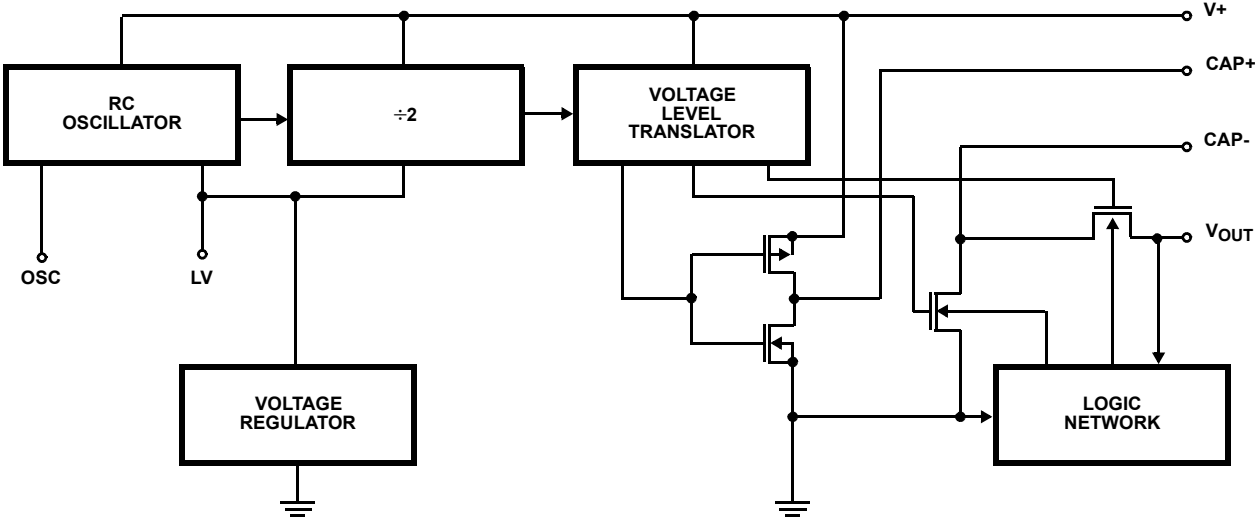 V+
CAP+
RC
OSCILLATOR
÷2
VOLTAGE
LEVEL
TRANSLATOR
CAP-
VOUT
OSC
LV
VOLTAGE
REGULATOR
LOGIC
NETWORK